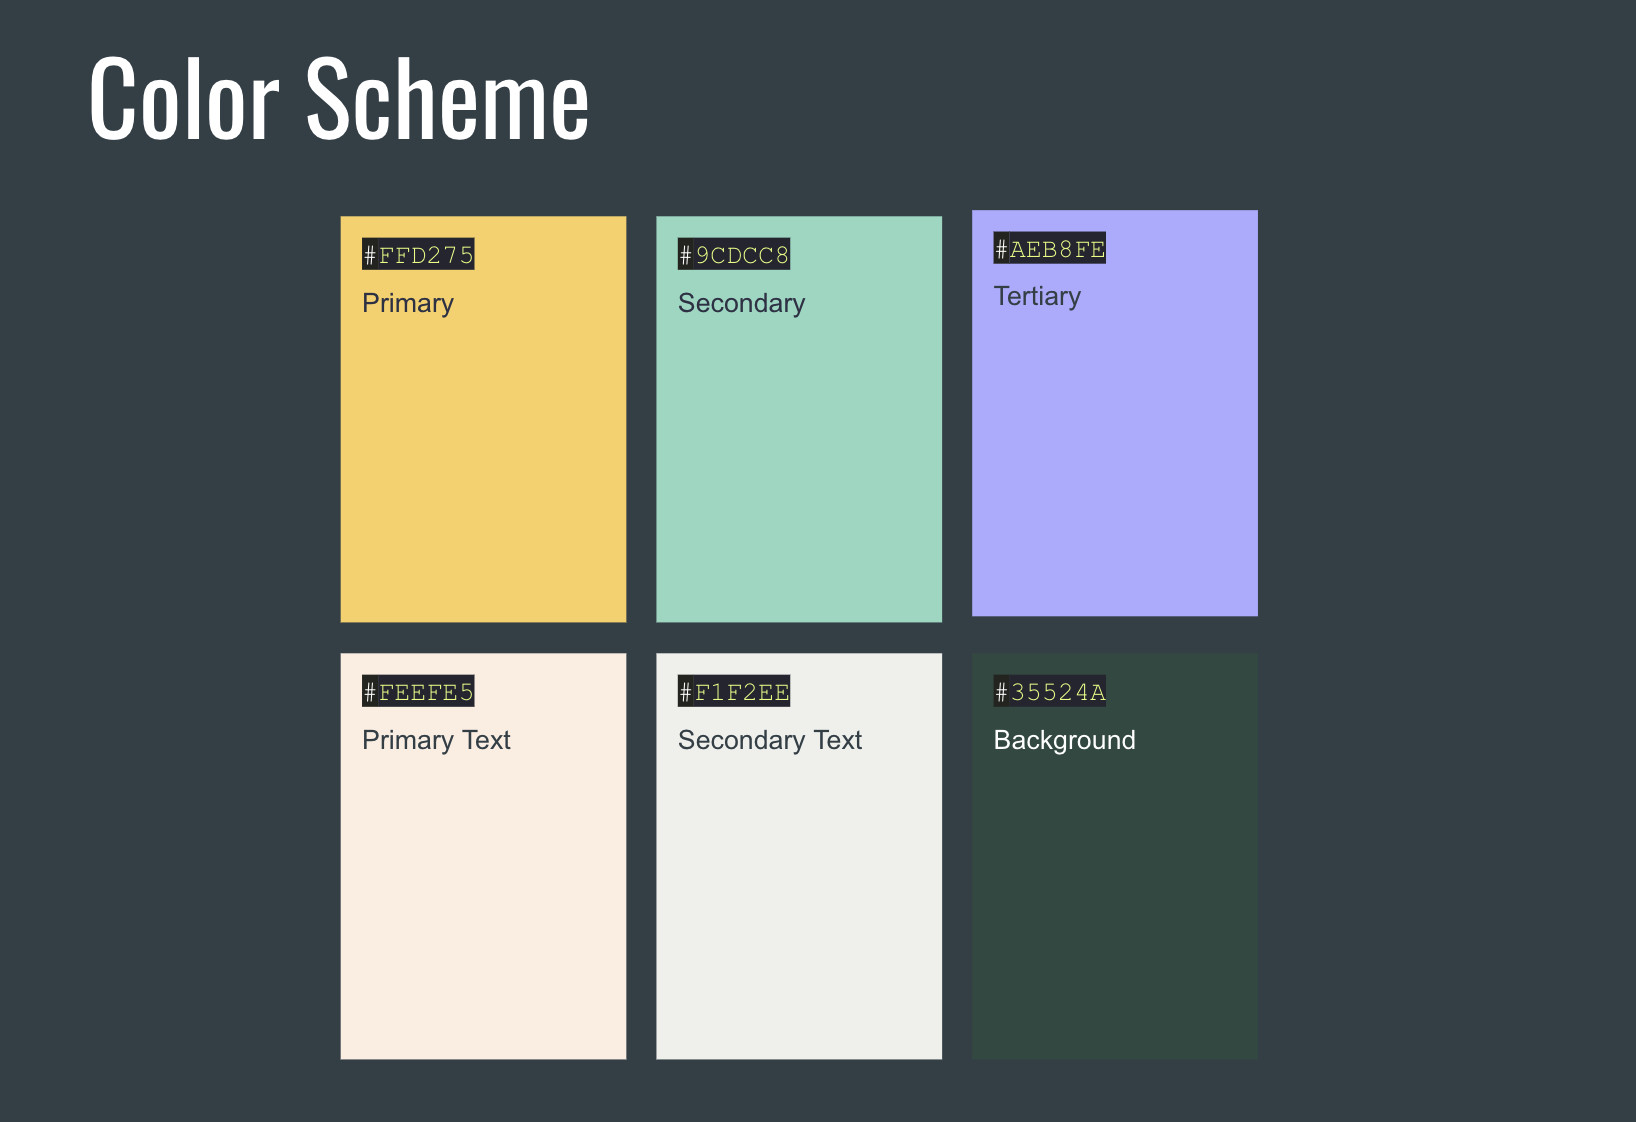 Color Scheme
#FFD275
Primary
#9CDCC8
Secondary
#AEB8FE
Tertiary
#FEEFE5
Primary Text
#F1F2EE
Secondary Text
#35524A
Background